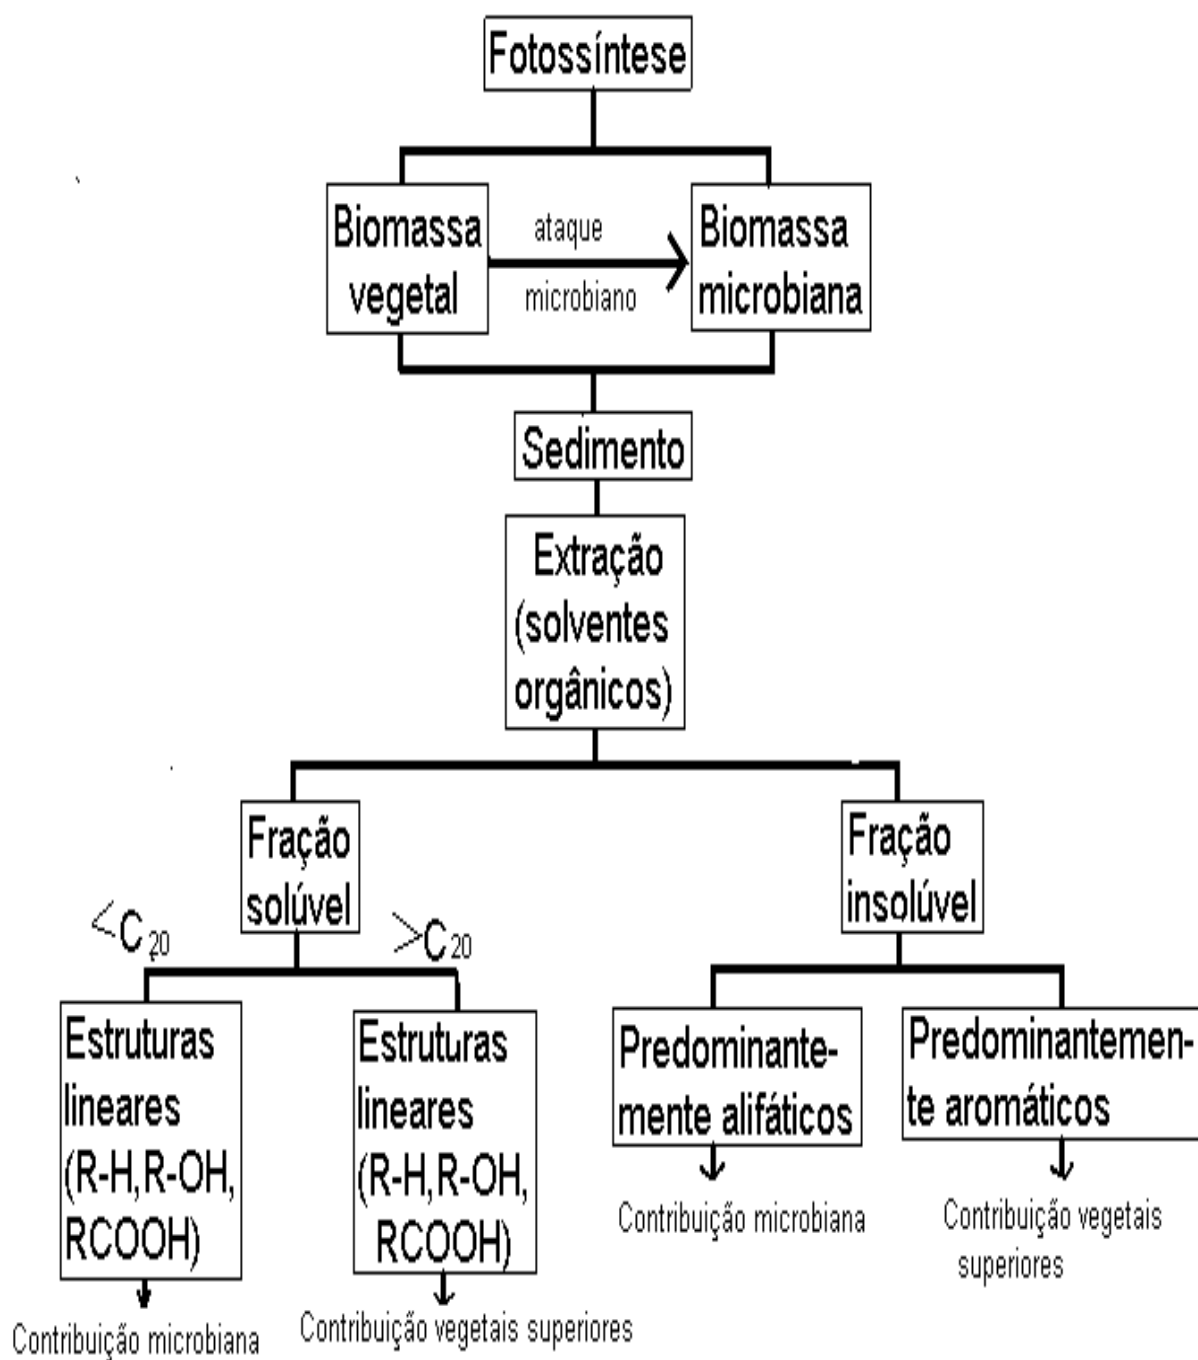 Fotossíntese
Biomassa
vegetal
ataque
microbiano
Biomassa
microbiana
Sedimento
Extração
(solventes
orgânicos)
Fração
solúvel
Fração
insolúvel
<C20
>C20
Estruturas
lineares
(R-H,R-OH,
RCOOH)
Estruturas
lineares
(R-H,R-OH,
RCOOH)
Predominante-
mente alifáticos
Predominantemen-
te aromáticos
Contribuição microbiana
Contribuição vegetais superiores
Contribuição microbiana
Contribuição vegetais
superiores